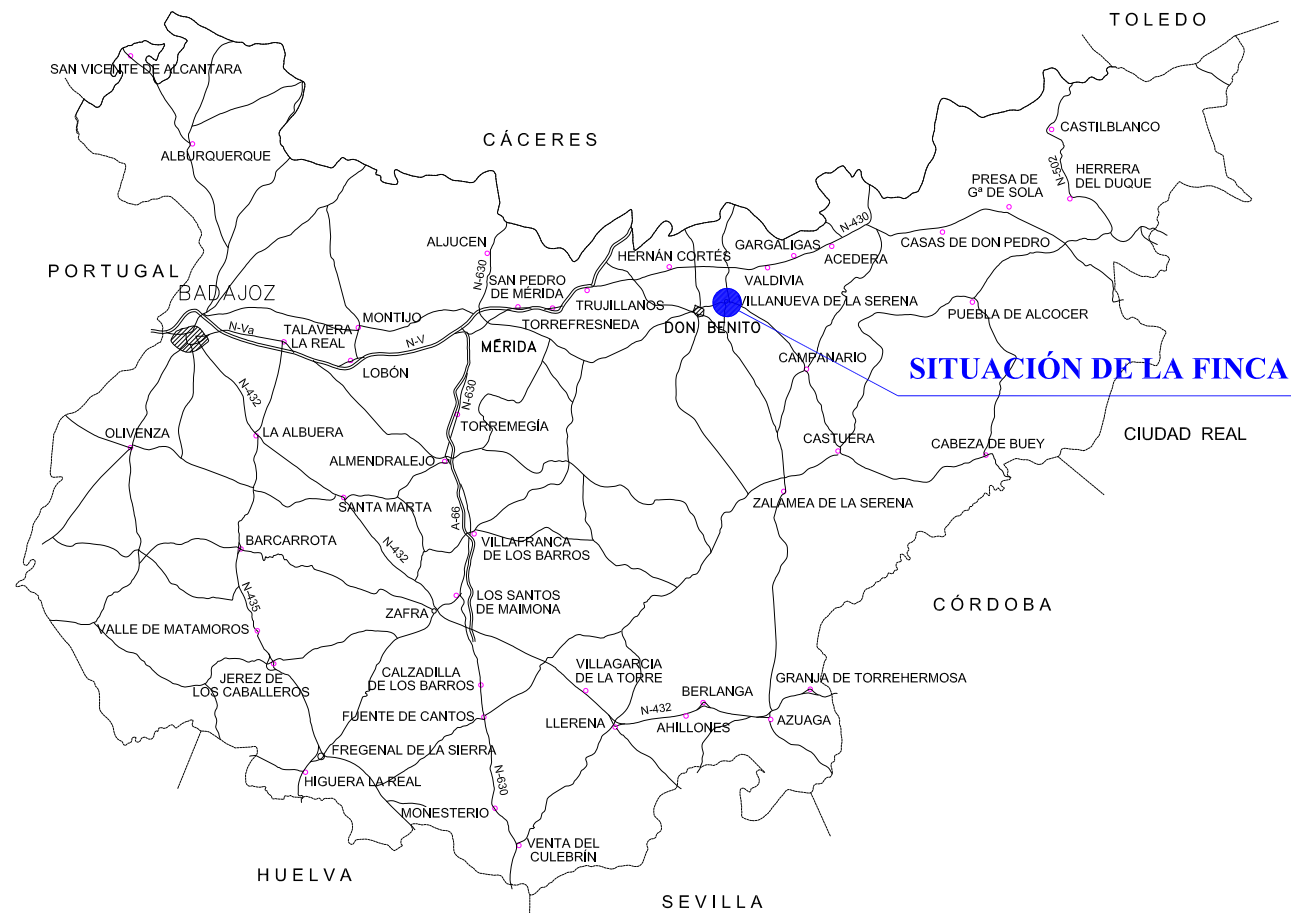 TOLEDO
SAN VICENTE DE ALCANTARA
CÁCERES
CASTILBLANCO
ALBURQUERQUE
N-502
HERRERA
DEL DUQUE
PRESA DE
Gª DE SOLA
N-430
ALJUCEN
GARGALIGAS
CASAS DE DON PEDRO
HERNÁN CORTÉS
ACEDERA
PORTUGAL
N-630
VALDIVIA
BADAJOZ
SAN PEDRO
DE MÉRIDA
TRUJILLANOS
VILLANUEVA DE LA SERENA
PUEBLA DE ALCOCER
MONTIJO
TORREFRESNEDA
DON BENITO
N-Va
TALAVERA
LA REAL
N-V
MÉRIDA
LOBÓN
CAMPANARIO
SITUACIÓN DE LA FINCA
N-432
N-630
TORREMEGÍA
OLIVENZA
LA ALBUERA
CASTUERA
CABEZA DE BUEY
CIUDAD REAL
ALMENDRALEJO
SANTA MARTA
ZALAMEA DE LA SERENA
A-66
BARCARROTA
N-432
VILLAFRANCA
DE LOS BARROS
N-435
LOS SANTOS
DE MAIMONA
ZAFRA
CÓRDOBA
VALLE DE MATAMOROS
JEREZ DE
LOS CABALLEROS
CALZADILLA
DE LOS BARROS
VILLAGARCIA
DE LA TORRE
GRANJA DE TORREHERMOSA
BERLANGA
N-432
FUENTE DE CANTOS
LLERENA
AHILLONES
AZUAGA
FREGENAL DE LA SIERRA
HIGUERA LA REAL
N-630
MONESTERIO
VENTA DEL
CULEBRÍN
HUELVA
SEVILLA